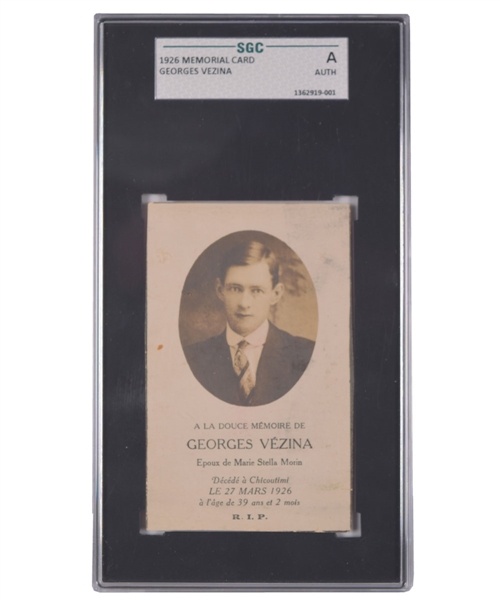 SGC
1926 MEMORIAL CARD
A
GEORGES VEZINA
AUTH
1362919-001
A LA DOUCE MÉMOIRE DE
GEORGES VÉZINA
Epoux de Marie Stella Morin
Décédé à Chicoutimi
LE 27 MARS 1926
à l'âge de 39 ans et 2 mois
R. I. P.